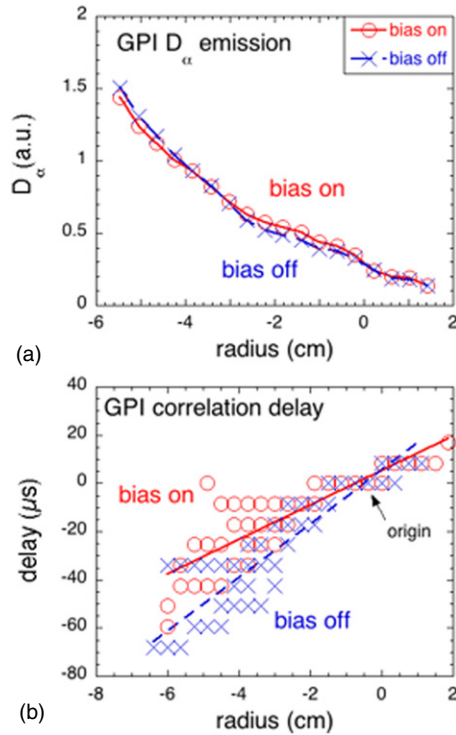 GPI Dα emission
bias on
bias off
2
1.5
1
0.5
0
Dα (a.u.)
bias on
bias off
-6 -4 -2 0 2
radius (cm)
(a)
GPI correlation delay
40
20
0
-20
-40
-60
-80
delay (μs)
bias on
origin
bias off
-8 -6 -4 -2 0 2
radius (cm)
(b)